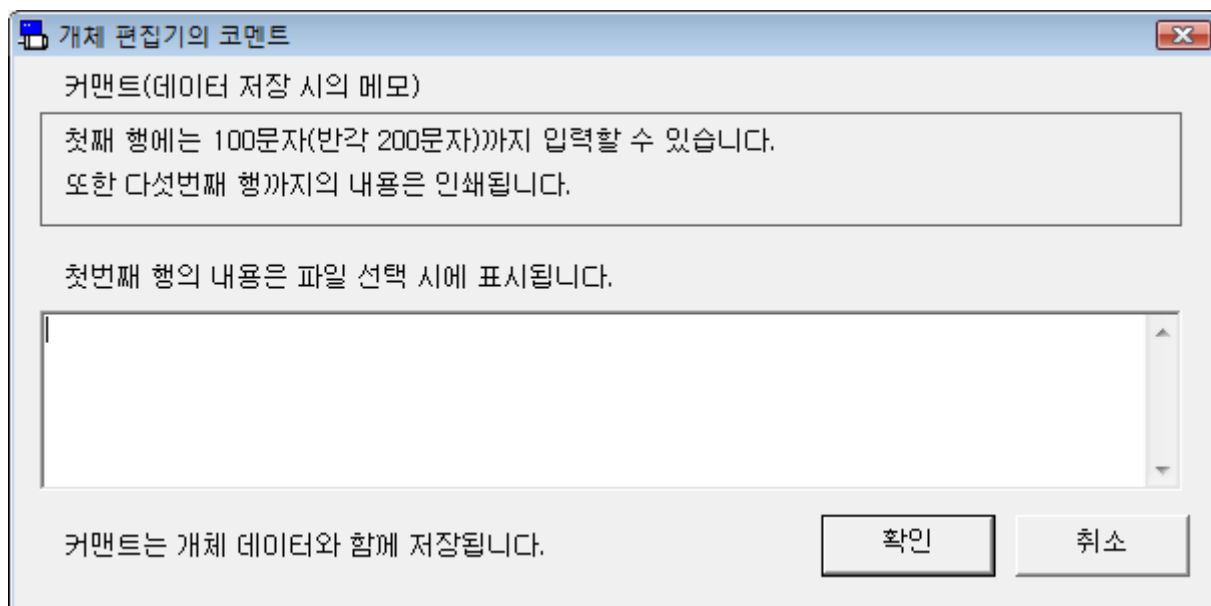 개체 편집기의 코멘트
커맨트(데이터 저장 시의 메모)
첫째 행에는 100문자(반각 200문자)까지 입력할 수 있습니다.
또한 다섯번째 행까지의 내용은 인쇄됩니다.
첫번째 행의 내용은 파일 선택 시에 표시됩니다.
커맨트는 개체 데이터와 함께 저장됩니다.
확인
취소